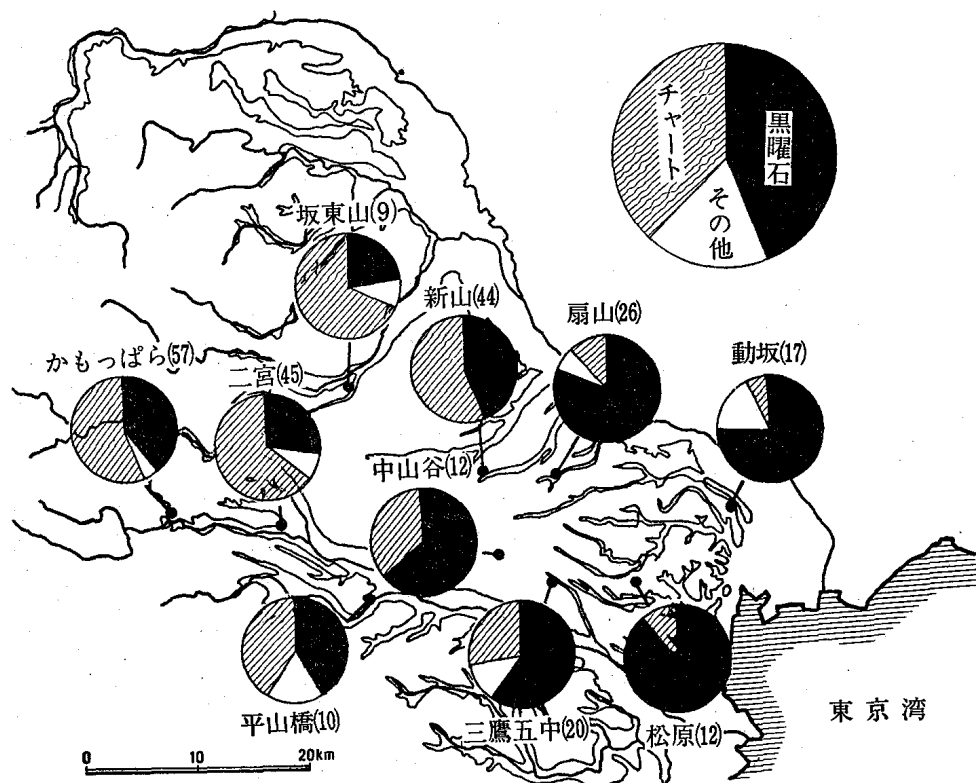 チャート
黒曜石
その他
坂東山(9)
新山(44)
扇山(26)
動坂(17)
かもっぱら(57)
二宮(45)
中山谷(12)
平山橋(10)
三鷹五中(20)
松原(12)
東京湾
0 10 20km